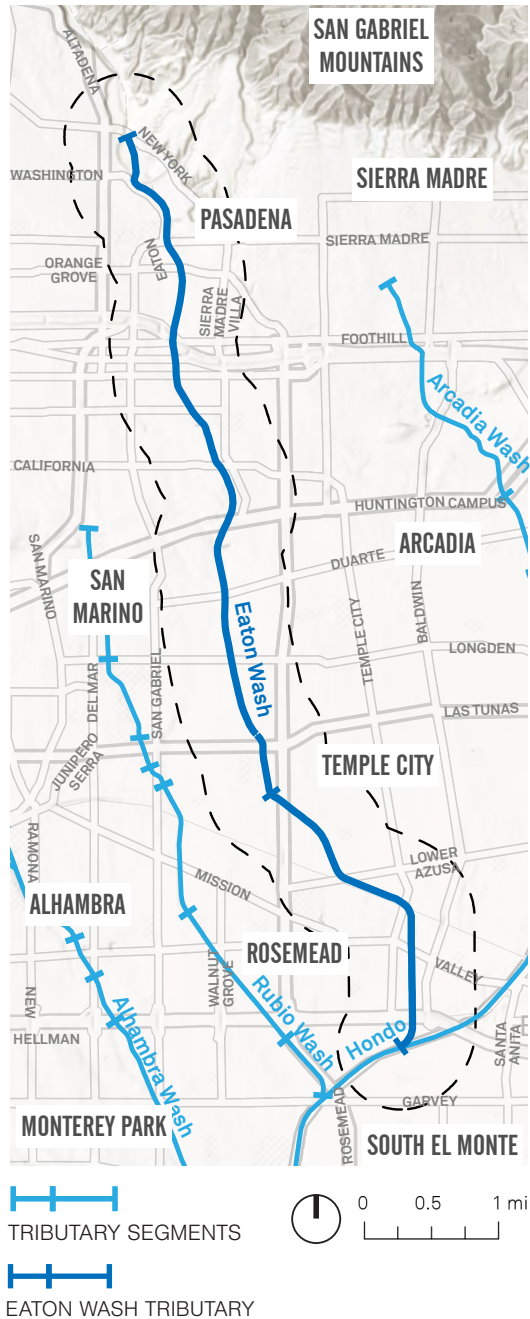 SAN GABRIEL
MOUNTAINS
ALTADENA
NEW YORK
WASHINGTON
SIERRA MADRE
PASADENA
SIERRA MADRE
EATON
ORANGE
GROVE
SIERRA
MADRE
VILLA
FOOTHILL
Arcadia Wash
CALIFORNIA
HUNTINGTON
CAMPUS
SAN MARINO
ARCADIA
DUARTE
SAN
MARINO
TEMPLE CITY
BALDWIN
Eaton Wash
LONGDEN
DELMAR
SAN GABRIEL
LAS TUNAS
JUNIPERO
SERRA
TEMPLE CITY
RAMONA
LOWER
AZUSA
MISSION
ALHAMBRA
ROSEMEAD
VALLEY
WALNUT
GROVE
Rubio Wash
NEW
Alhambra Wash
Hondo
HELLMAN
SANTA
ANITA
ROSEMEAD
GARVEY
MONTEREY PARK
SOUTH EL MONTE
TRIBUTARY SEGMENTS
0 0.5 1 mi
EATON WASH TRIBUTARY